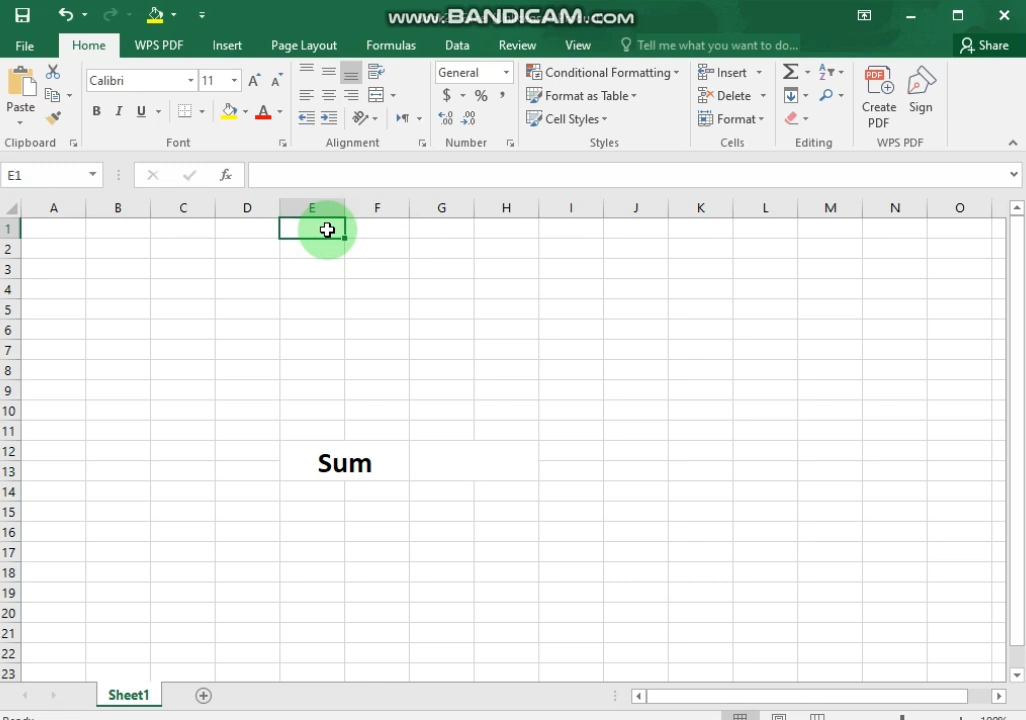 www.BANDICAM.com
File Home WPS PDF Insert Page Layout Formulas Data Review View Tell me what you want to do... Share
Calibri 11 General Conditional Formatting Insert
Paste B I U $ % Format as Table Delete Create PDF Sign
Cell Styles Format
Clipboard Font Alignment Number Styles Cells Editing WPS PDF
E1 fx
A B C D E F G H I J K L M N O
1
2
3
4
5
6
7
8
9
10
11
12
Sum
13
14
15
16
17
18
19
20
21
22
23
Sheet1